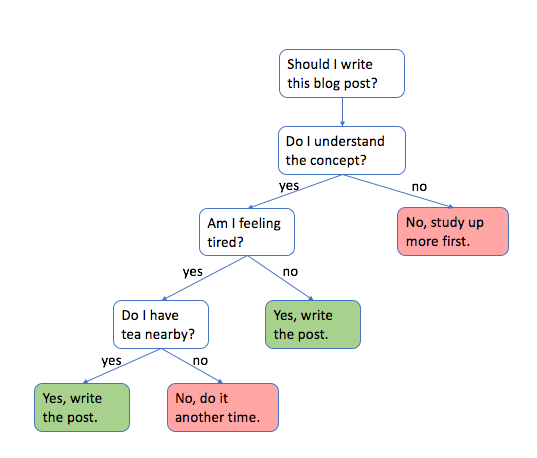 Should I write
this blog post?
Do I understand
the concept?
yes
no
Am I feeling
tired?
No, study up
more first.
yes
no
Do I have
tea nearby?
Yes, write
the post.
yes
no
Yes, write
the post.
No, do it
another time.